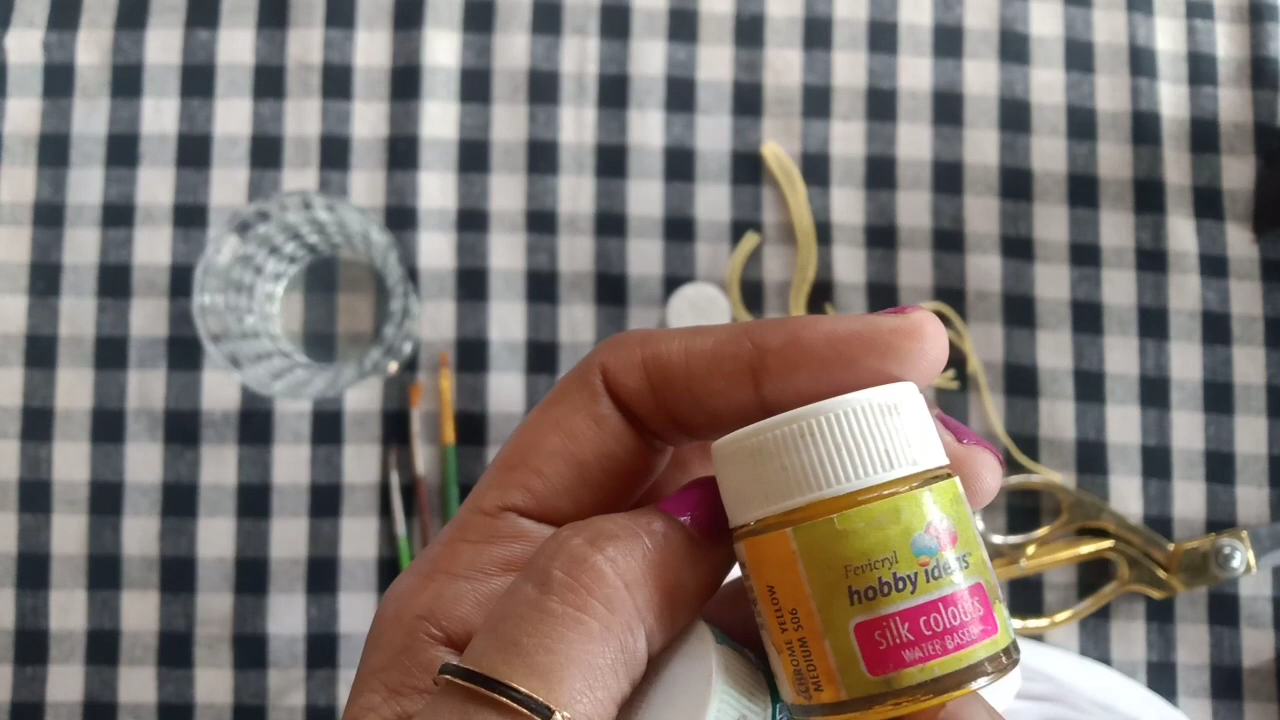 Fevicryl
hobby ideas
silk colours
WATER BASED
CHROME YELLOW
MEDIUM 506